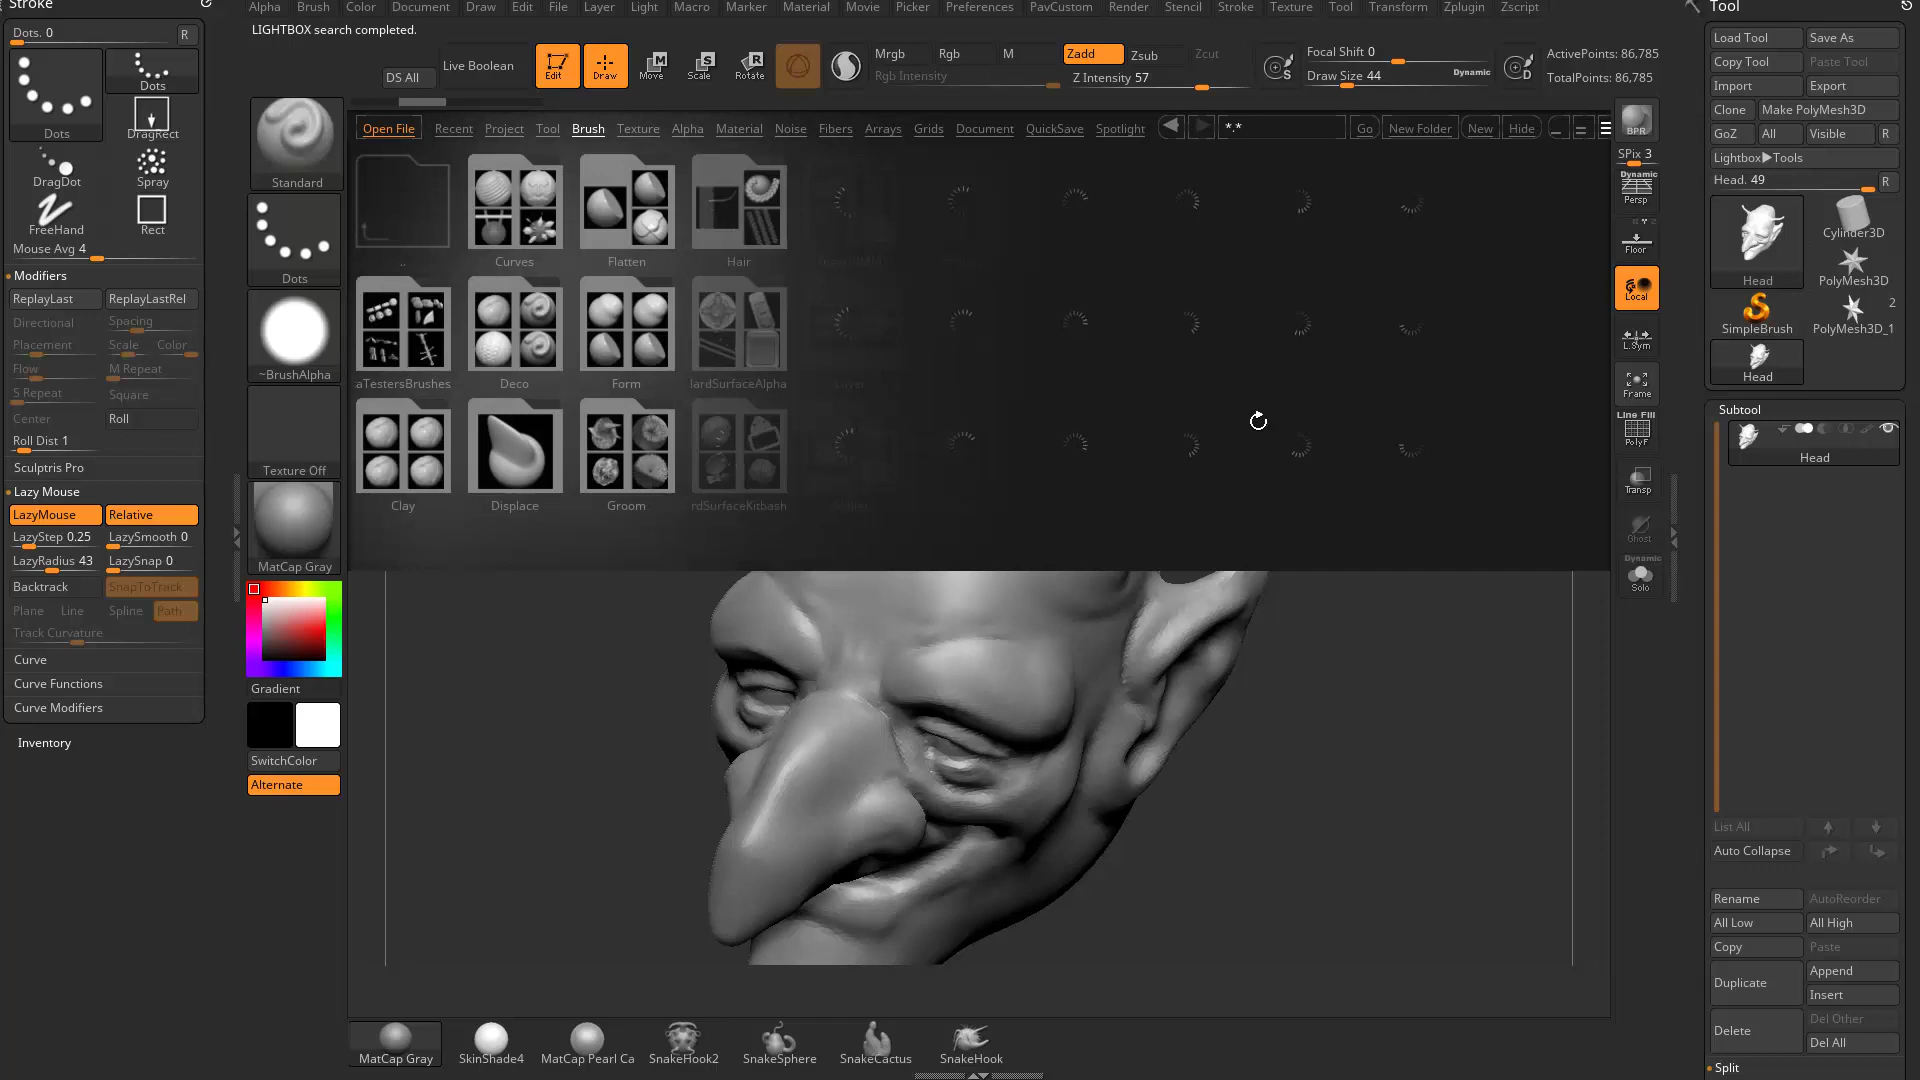 Stroke
Alpha Brush Color Document Draw Edit File Layer Light Macro Marker Material Movie Picker Preferences PavCustom Render Stencil Stroke Texture Tool Transform Zplugin Zscript
Tool
LIGHTBOX search completed.
Dots. 0
R
Dots
Dots
DragRect
DragDot
Spray
FreeHand
Rect
Mouse Avg 4
Modifiers
ReplayLast
ReplayLastRel
Directional
Spacing
Placement
Scale
Color
Flow
M Repeat
S Repeat
Square
Center
Roll
Roll Dist 1
Sculptris Pro
Lazy Mouse
LazyMouse
Relative
LazyStep 0.25
LazySmooth 0
LazyRadius 43
LazySnap 0
Backtrack
SnapToTrack
Plane
Line
Spline
Path
Track Curvature
Curve
Curve Functions
Curve Modifiers
Inventory
DS All
Live Boolean
Edit
Draw
Move
Scale
Rotate
Mrgb
Rgb
M
Rgb Intensity
Zadd
Zsub
Zcut
Z Intensity 57
S
Focal Shift 0
Draw Size 44
Dynamic
D
ActivePoints: 86,785
TotalPoints: 86,785
Standard
Dots
~BrushAlpha
Texture Off
MatCap Gray
Gradient
SwitchColor
Alternate
Open File
Recent
Project
Tool
Brush
Texture
Alpha
Material
Noise
Fibers
Arrays
Grids
Document
QuickSave
Spotlight
*.*
Go
New Folder
New
Hide
..
Curves
Flatten
Hair
aTestersBrushes
Deco
Form
lardSurfaceAlpha
Clay
Displace
Groom
rdSurfaceKitbash
BPR
SPix 3
Dynamic
Persp
Floor
Local
L.Sym
Frame
Line Fill
PolyF
Transp
Ghost
Dynamic
Solo
Load Tool
Save As
Copy Tool
Paste Tool
Import
Export
Clone
Make PolyMesh3D
GoZ
All
Visible
R
Lightbox▶Tools
Head. 49
R
Head
Cylinder3D
PolyMesh3D
SimpleBrush
2
PolyMesh3D_1
Head
Subtool
Head
List All
Auto Collapse
Rename
AutoReorder
All Low
All High
Copy
Paste
Duplicate
Append
Insert
Delete
Del Other
Del All
Split
MatCap Gray
SkinShade4
MatCap Pearl Ca
SnakeHook2
SnakeSphere
SnakeCactus
SnakeHook